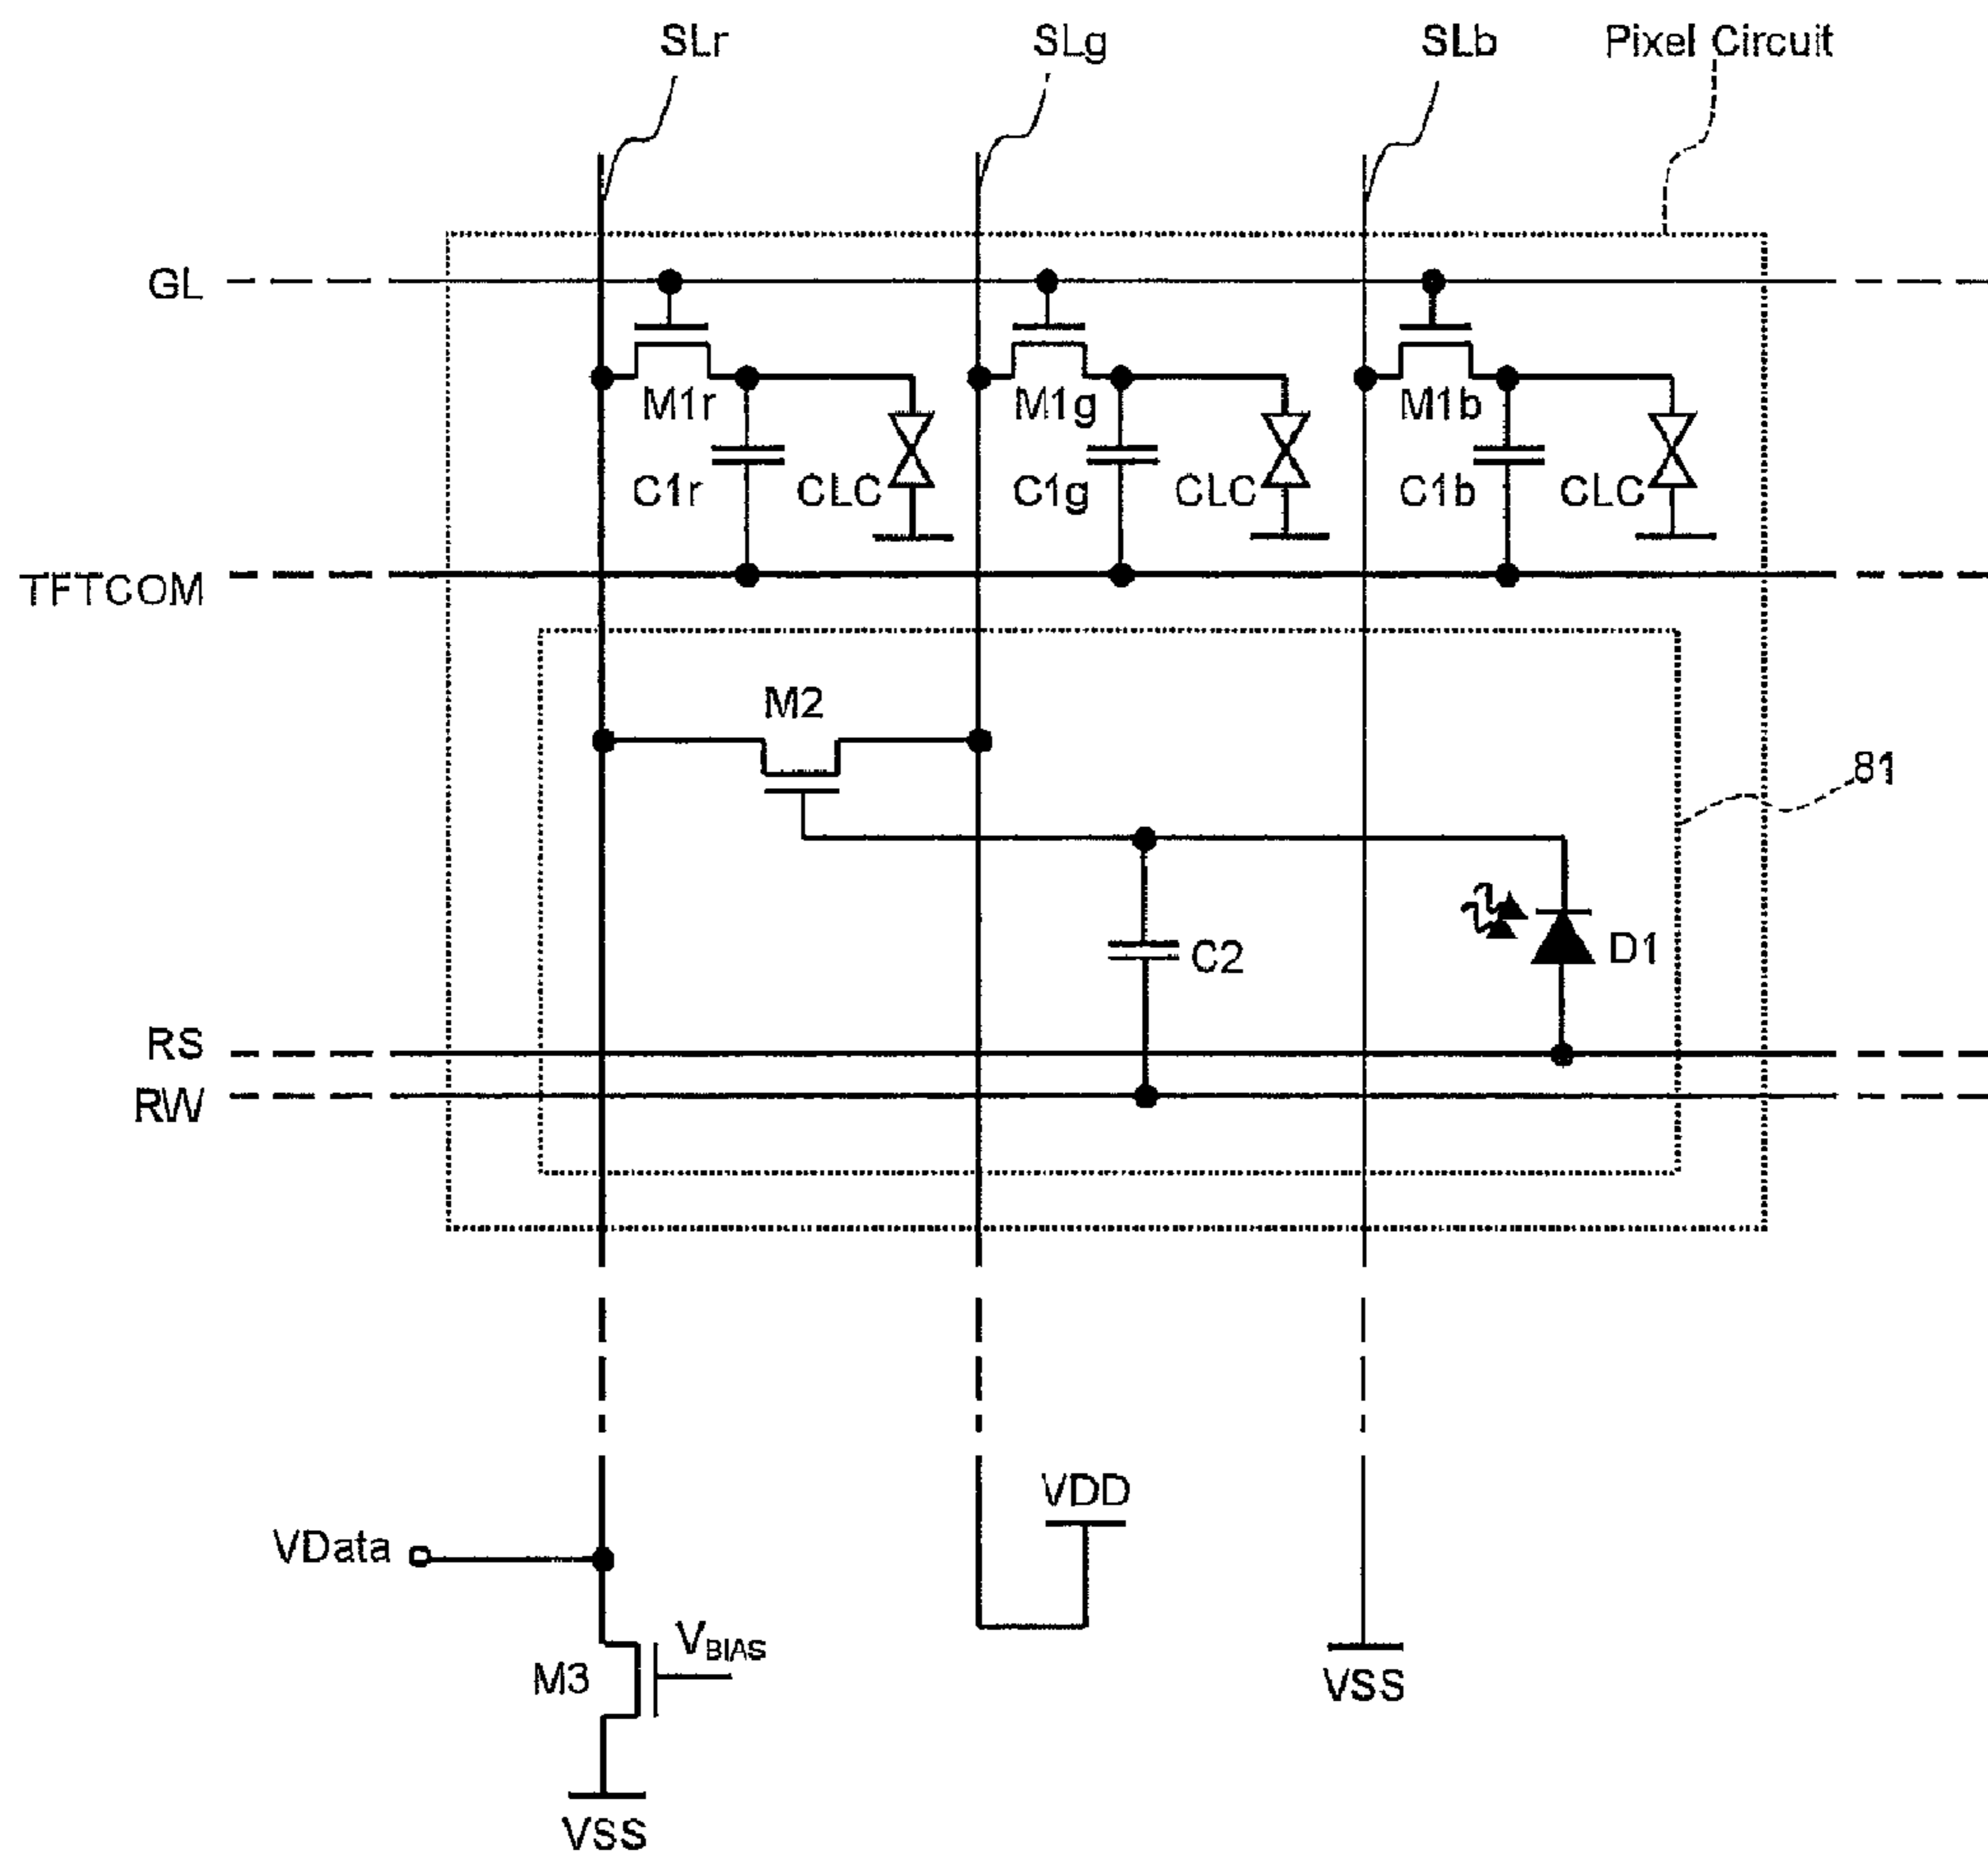 SLr SLg SLb Pixel Circuit
GL
M1r M1g M1b
C1r CLC C1g CLC C1b CLC
TFTCOM
M2
81
C2 D1
RS
RW
VDD
VData
VBIAS
M3 VSS
VSS